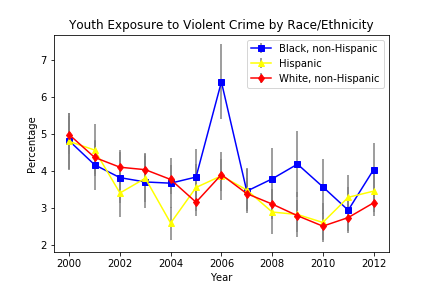 Youth Exposure to Violent Crime by Race/Ethnicity
Black, non-Hispanic
Hispanic
White, non-Hispanic
Percentage
7
6
5
4
3
2
2000
2002
2004
2006
2008
2010
2012
Year